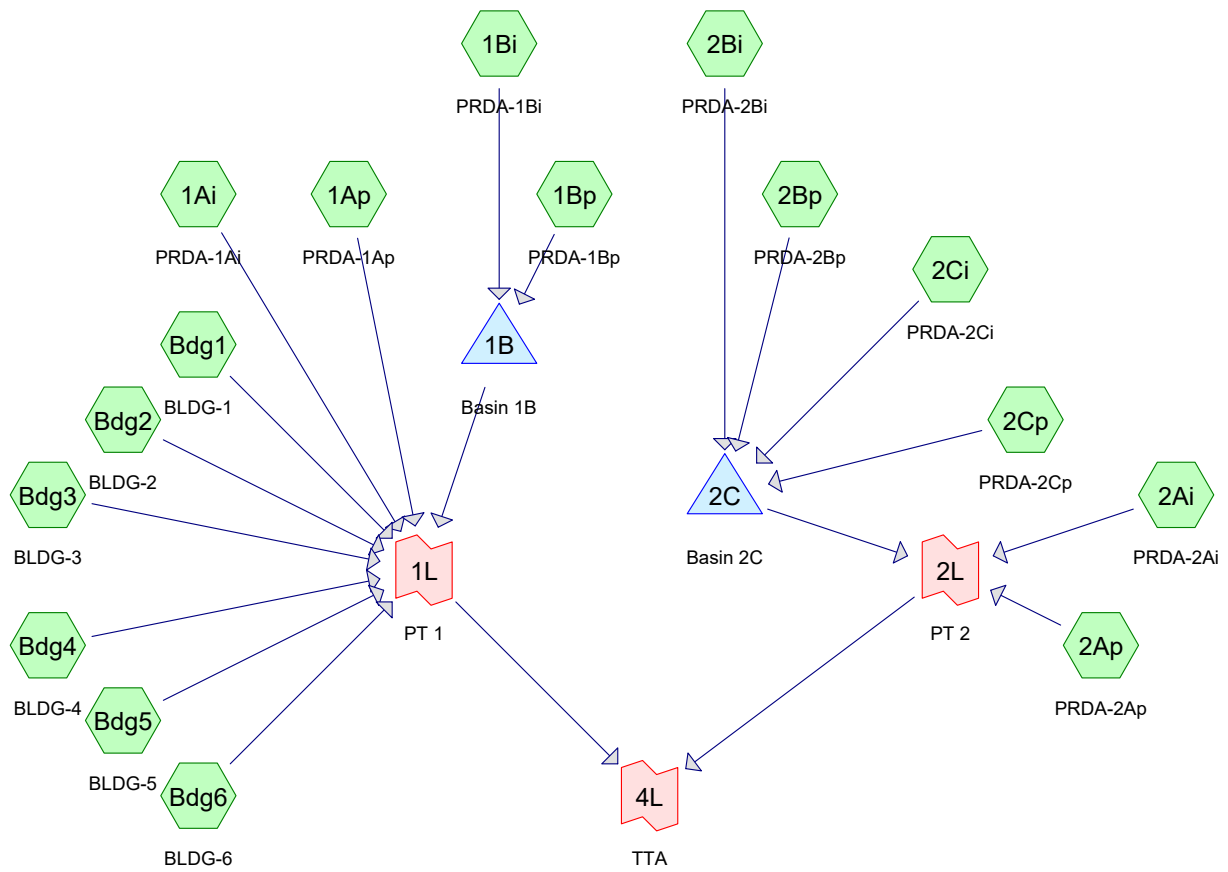 1Bi
2Bi
PRDA-1Bi
PRDA-2Bi
1Ai
1Ap
1Bp
2Bp
PRDA-1Ai
PRDA-1Ap
PRDA-1Bp
PRDA-2Bp
2Ci
PRDA-2Ci
Bdg1
1B
BLDG-1
Basin 1B
Bdg2
2Cp
BLDG-2
PRDA-2Cp
Bdg3
2C
2Ai
BLDG-3
Basin 2C
PRDA-2Ai
1L
2L
PT 1
PT 2
Bdg4
2Ap
BLDG-4
PRDA-2Ap
Bdg5
BLDG-5
Bdg6
4L
BLDG-6
TTA